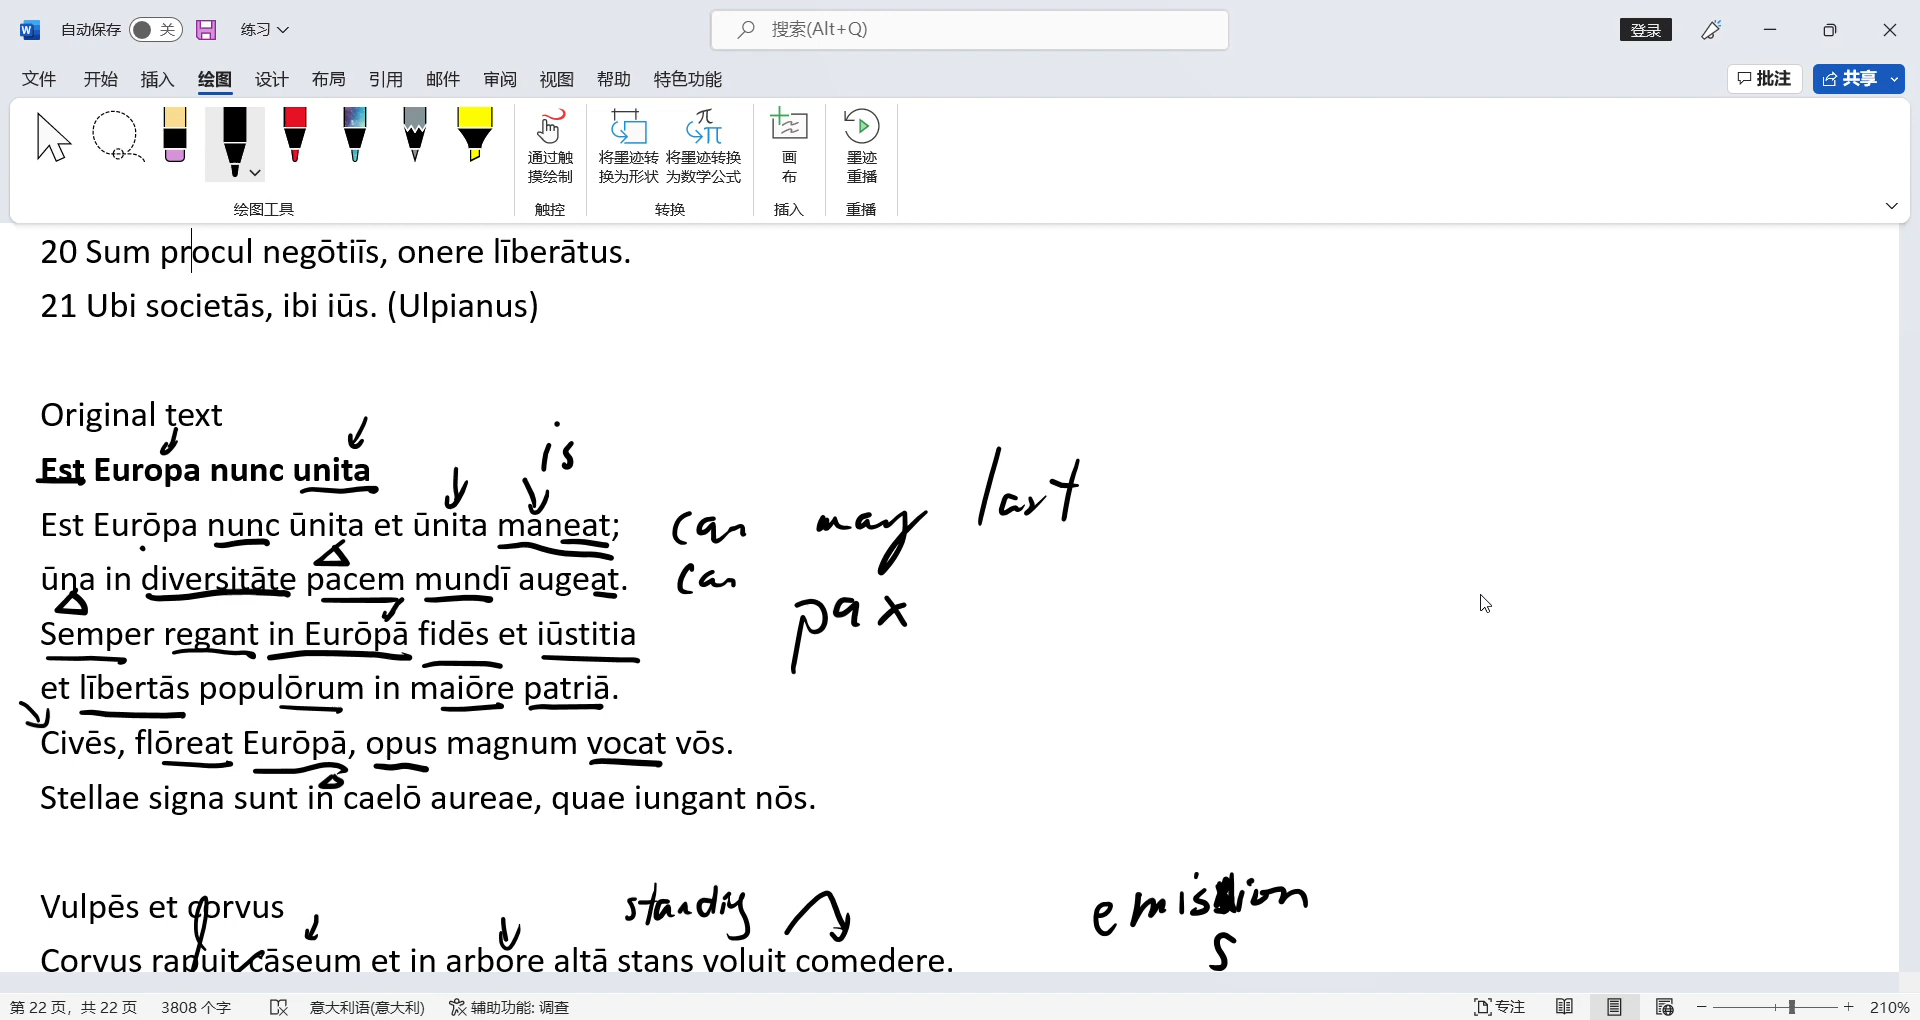 自动保存 关 练习 搜索(Alt+Q) 登录
文件 开始 插入 绘图 设计 布局 引用 邮件 审阅 视图 帮助 特色功能 批注 共享
通过触摸绘制 将墨迹转换为形状 将墨迹转换为数学公式 画布 墨迹重播
绘图工具 触控 转换 插入 重播
20 Sum procul negōtiīs, onere līberātus.
21 Ubi societās, ibi iūs. (Ulpianus)
Original text
is
Est Europa nunc unita
Est Eurōpa nunc ūnita et ūnita maneat; can may last
ūna in diversitāte pacem mundī augeat. can
pax
Semper regant in Eurōpā fidēs et iūstitia
et lībertās populōrum in maiōre patriā.
Civēs, flōreat Eurōpā, opus magnum vocat vōs.
Stellae signa sunt in caelō aureae, quae iungant nōs.
Vulpēs et corvus standing emission
s
Corvus rapuit cāseum et in arbore altā stans voluit comedere.
第 22 页，共 22 页 3808 个字 意大利语(意大利) 辅助功能: 调查 专注 210%